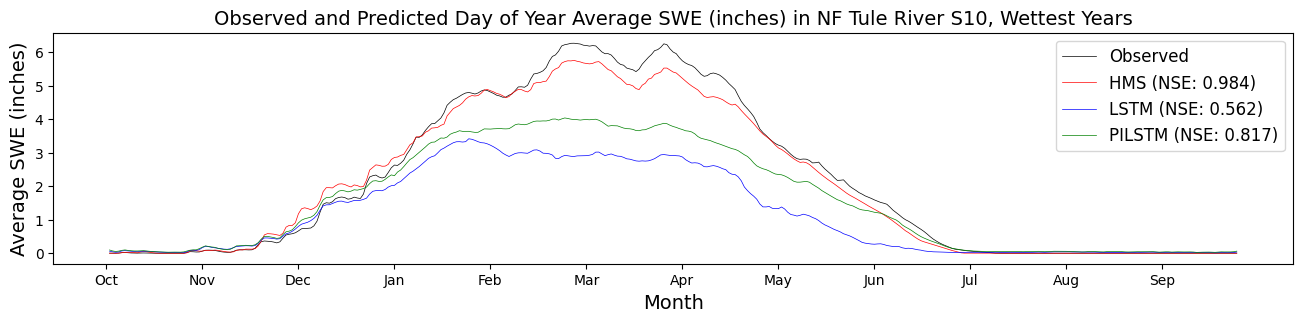 Observed and Predicted Day of Year Average SWE (inches) in NF Tule River S10, Wettest Years
Average SWE (inches)
6
5
4
3
2
1
0
Observed
HMS (NSE: 0.984)
LSTM (NSE: 0.562)
PILSTM (NSE: 0.817)
Oct Nov Dec Jan Feb Mar Apr May Jun Jul Aug Sep
Month